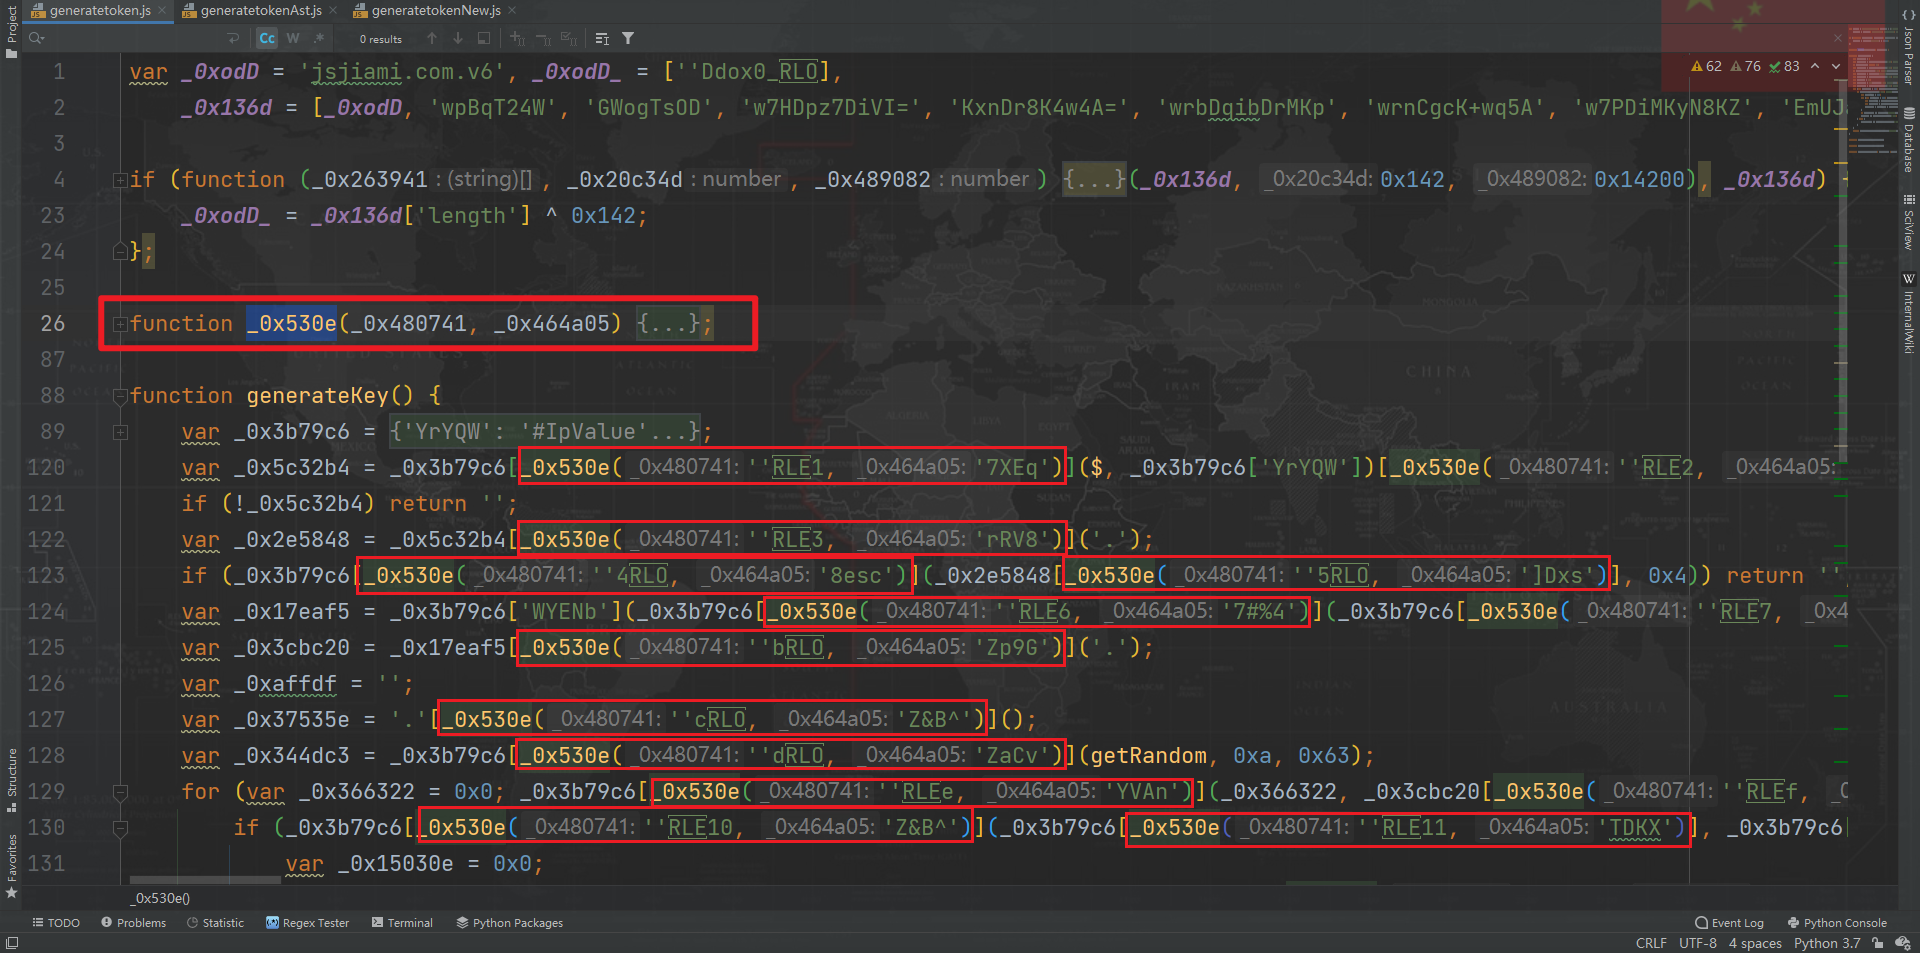 generatetoken.js
generatetokenAst.js
generatetokenNew.js
Project
Cc W .* 0 results
62 76 83
1 var _0xodD = 'jsjiami.com.v6', _0xodD_ = [''Ddox0_RLO],
2 _0x136d = [_0xodD, 'wpBqT24W', 'GWogTsOD', 'w7HDpz7DiVI=', 'KxnDr8K4w4A=', 'wrbDqibDrMKp', 'wrnCgcK+wq5A', 'w7PDiMKyN8KZ', 'EmUJ
3
4 if (function (_0x263941 : (string)[] , _0x20c34d : number , _0x489082 : number ) {...}(_0x136d, _0x20c34d: 0x142, _0x489082: 0x14200), _0x136d)
23 _0xodD_ = _0x136d['length'] ^ 0x142;
24 };
25
26 function _0x530e(_0x480741, _0x464a05) {...};
87
88 function generateKey() {
89 var _0x3b79c6 = {'YrYQW': '#IpValue'...};
120 var _0x5c32b4 = _0x3b79c6[_0x530e( _0x480741: ''RLE1, _0x464a05: '7XEq')]($, _0x3b79c6['YrYQW'])[_0x530e( _0x480741: ''RLE2, _0x464a05:
121 if (!_0x5c32b4) return '';
122 var _0x2e5848 = _0x5c32b4[_0x530e( _0x480741: ''RLE3, _0x464a05: 'rRV8')]('.');
123 if (_0x3b79c6[_0x530e( _0x480741: ''4RLO, _0x464a05: '8esc')](_0x2e5848[_0x530e( _0x480741: ''5RLO, _0x464a05: ']Dxs')], 0x4)) return ''
124 var _0x17eaf5 = _0x3b79c6['WYENb'](_0x3b79c6[_0x530e( _0x480741: ''RLE6, _0x464a05: '7#%4')](_0x3b79c6[_0x530e( _0x480741: ''RLE7, _0x4
125 var _0x3cbc20 = _0x17eaf5[_0x530e( _0x480741: ''bRLO, _0x464a05: 'Zp9G')]('.');
126 var _0xaffdf = '';
127 var _0x37535e = '.'[_0x530e( _0x480741: ''cRLO, _0x464a05: 'Z&B^')]();
128 var _0x344dc3 = _0x3b79c6[_0x530e( _0x480741: ''dRLO, _0x464a05: 'ZaCv')](getRandom, 0xa, 0x63);
129 for (var _0x366322 = 0x0; _0x3b79c6[_0x530e( _0x480741: ''RLEe, _0x464a05: 'YVAn')](_0x366322, _0x3cbc20[_0x530e( _0x480741: ''RLEf, _0
130 if (_0x3b79c6[_0x530e( _0x480741: ''RLE10, _0x464a05: 'Z&B^')](_0x3b79c6[_0x530e( _0x480741: ''RLE11, _0x464a05: 'TDKX')], _0x3b79c6[
131 var _0x15030e = 0x0;
_0x530e()
Structure
Favorites
{} Json Parser
Database
SciView
InternalWiki
TODO Problems Statistic Regex Tester Terminal Python Packages Event Log Python Console
CRLF UTF-8 4 spaces Python 3.7